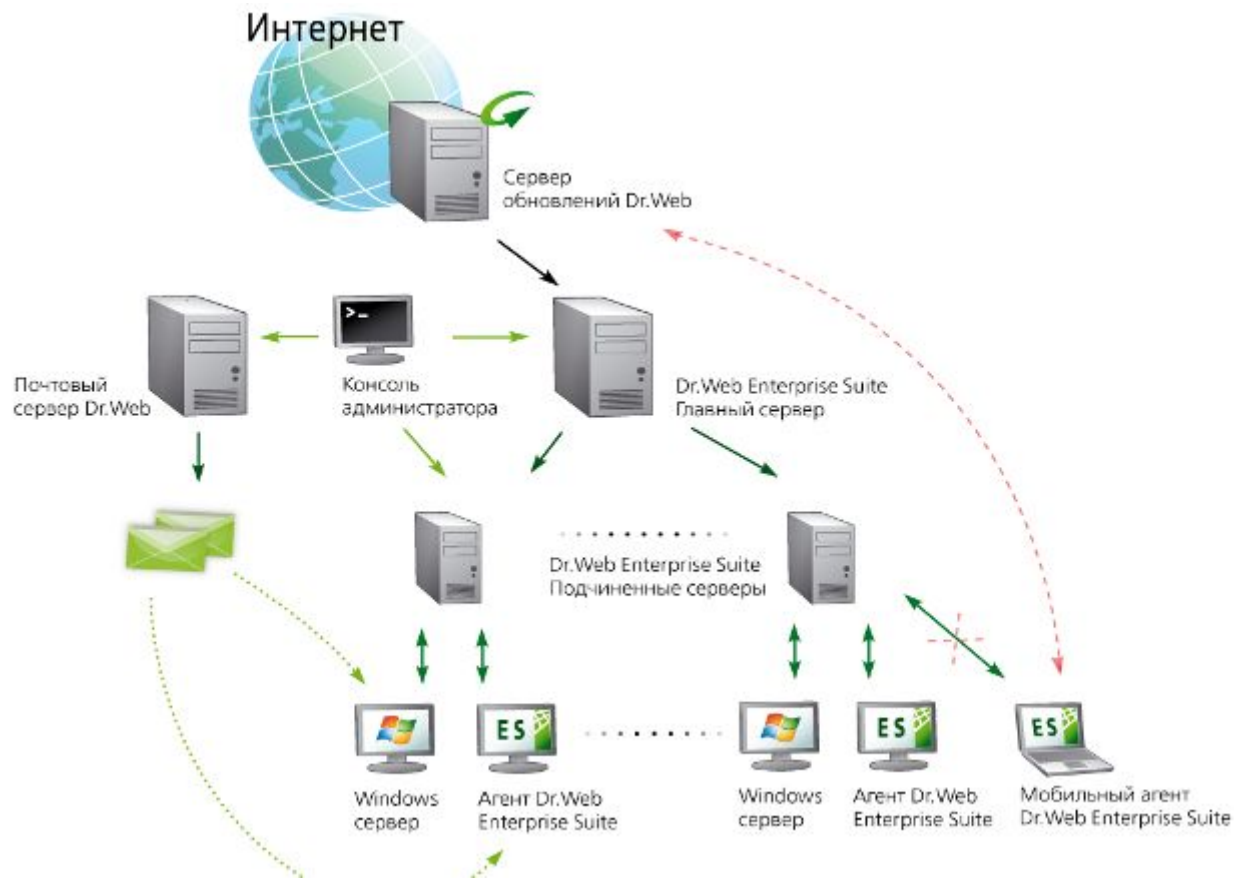 Интернет
Сервер
обновлений Dr.Web
>_
Почтовый
сервер Dr.Web
Консоль
администратора
Dr.Web Enterprise Suite
Главный сервер
Dr.Web Enterprise Suite
Подчиненные серверы
ES
ES
ES
Windows
сервер
Агент Dr.Web
Enterprise Suite
Windows
сервер
Агент Dr.Web
Enterprise Suite
Мобильный агент
Dr.Web Enterprise Suite